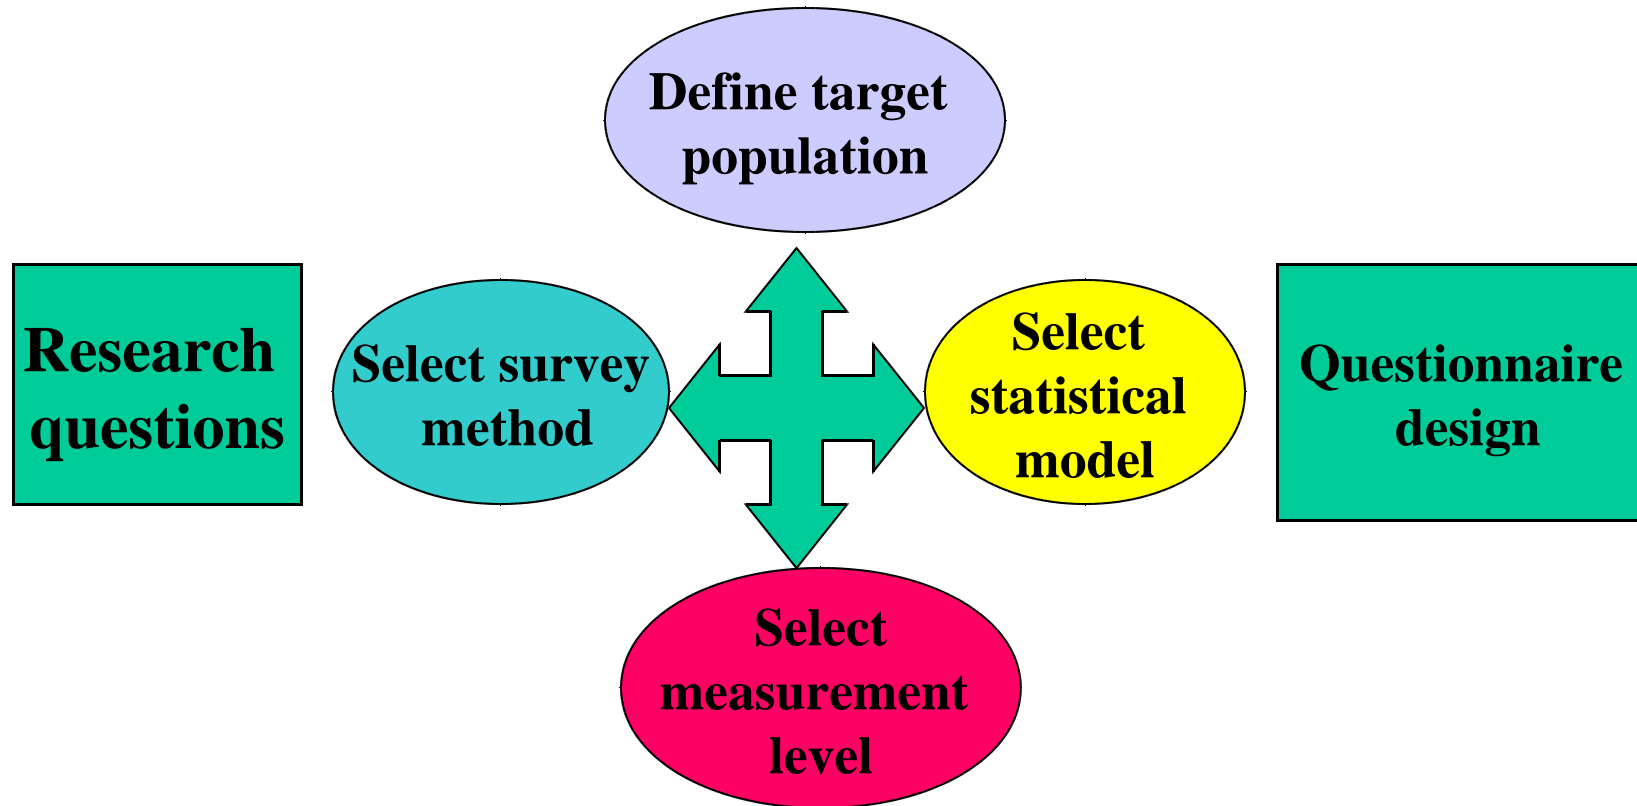 Define target
population
Research
questions
Select survey
method
Select
statistical
model
Questionnaire
design
Select
measurement
level